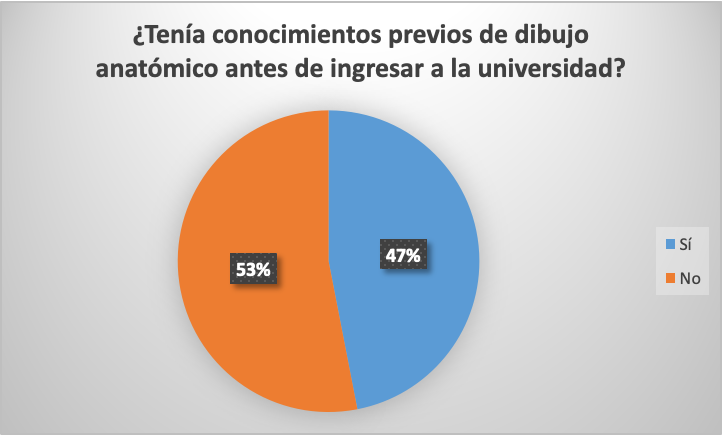 ¿Tenía conocimientos previos de dibujo
anatómico antes de ingresar a la universidad?
47%
53%
Sí
No